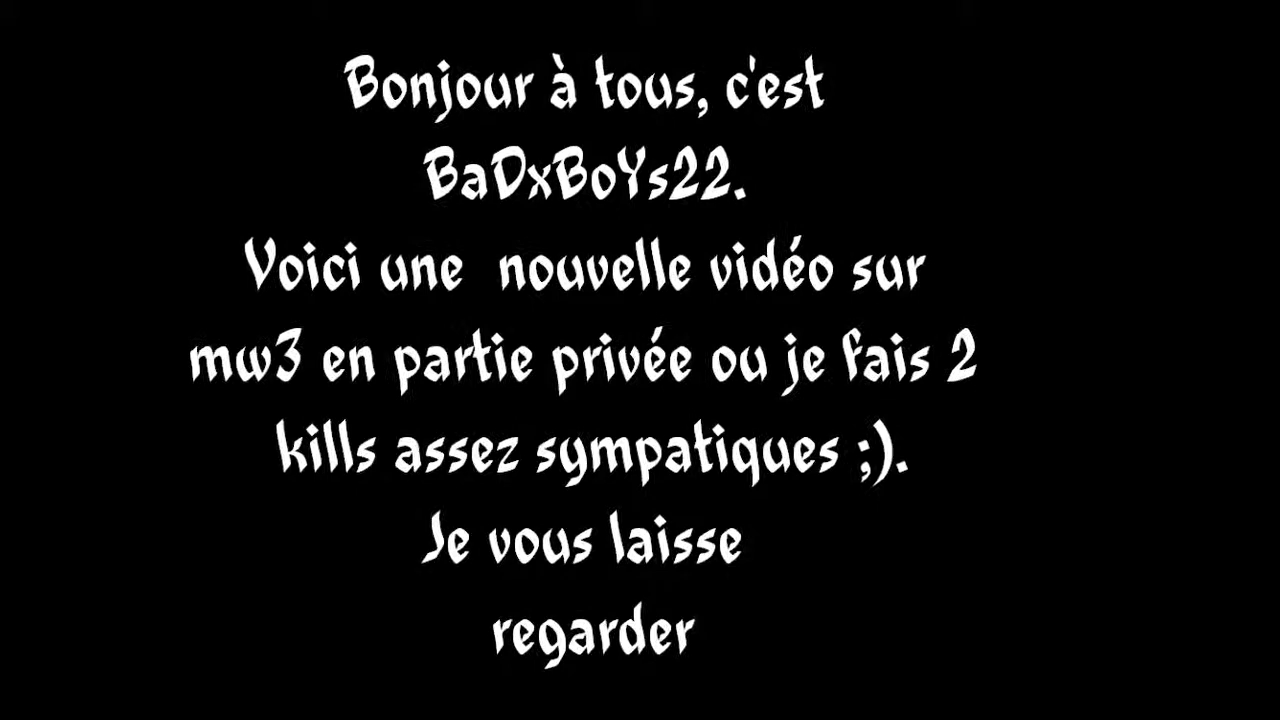 Bonjour à tous, c'est
BaDxBoYs22.
Voici une  nouvelle vidéo sur
mw3 en partie privée ou je fais 2
kills assez sympatiques ;).
Je vous laisse
regarder